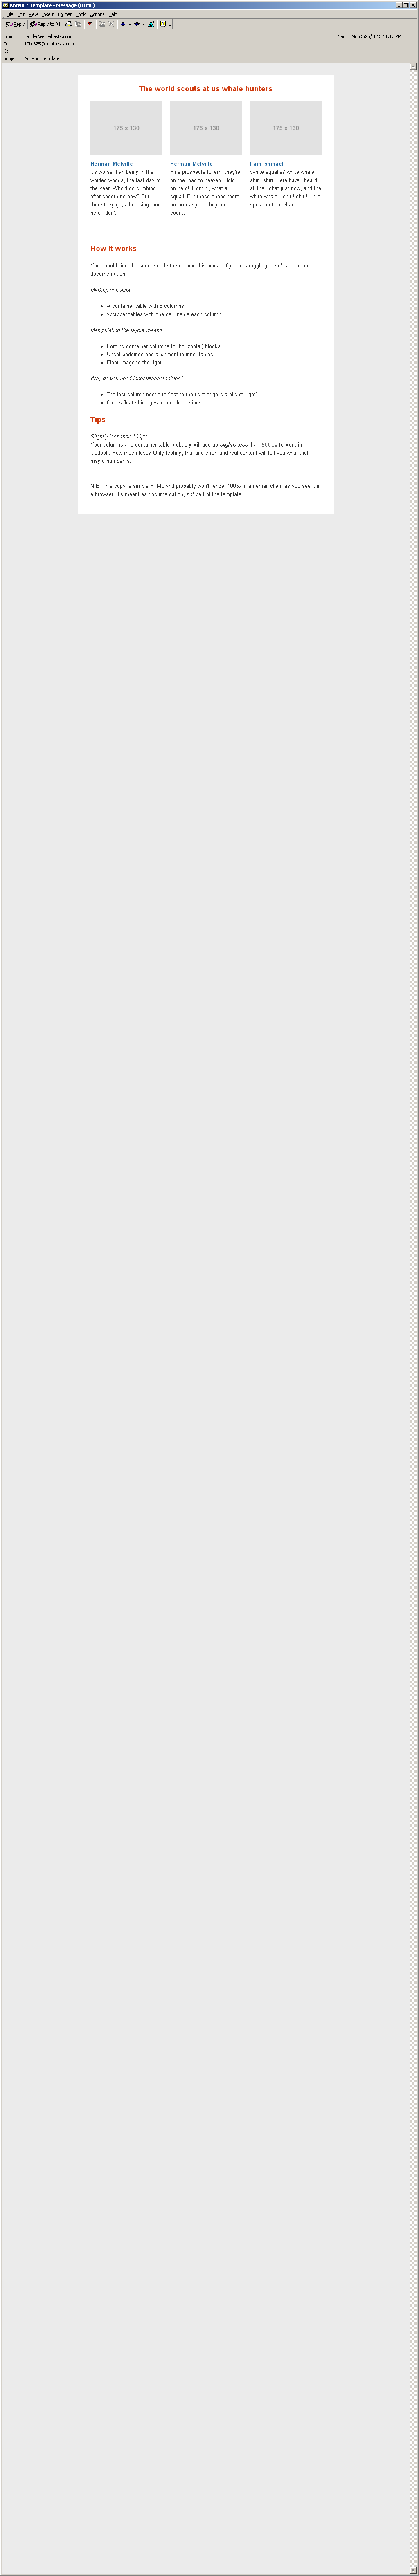 Antwort Template - Message (HTML)
File Edit View Insert Format Tools Actions Help
Reply Reply to All
From: sender@emailtests.com Sent: Mon 3/25/2013 11:17 PM
To:
Cc:
Subject: Antwort Template
The world scouts at us whale hunters
175 x 130 175 x 130 175 x 130
Herman Melville
It's worse than being in the
whirled woods, the last day of
the year! Who'd go climbing
after chestnuts now? But
there they go, all cursing, and
here I don't.
Herman Melville
Fine prospects to 'em; they're
on the road to heaven. Hold
on hard! Jimmini, what a
squall! But those chaps there
are worse yet—they are
your...
I am Ishmael
White squalls? white whale,
shirr! shirr! Here have I heard
all their chat just now, and the
white whale—shirr! shirr!—but
spoken of once! and...
How it works
You should view the source code to see how this works. If you're struggling, here's a bit more
documentation:
Markup contains:
• A container table with 3 columns
• Wrapper tables with one cell inside each column.
Manipulating the layout means:
• Forcing container columns to (horizontal) blocks
• Unset paddings and alignment in inner tables
• Float image to the right
Why do you need inner wrapper tables?
• The last column needs to float to the right edge, via align="right".
• Clears floated images in mobile versions.
Tips
Slightly less than 600px
Your columns and container table probably will add up slightly less than 600px to work in
Outlook. How much less? Only testing, trial and error, and real content will tell you what that
magic number is.
N.B. This copy is simple HTML and probably won't render 100% in an email client as you see it in
a browser. It's meant as documentation, not part of the template.